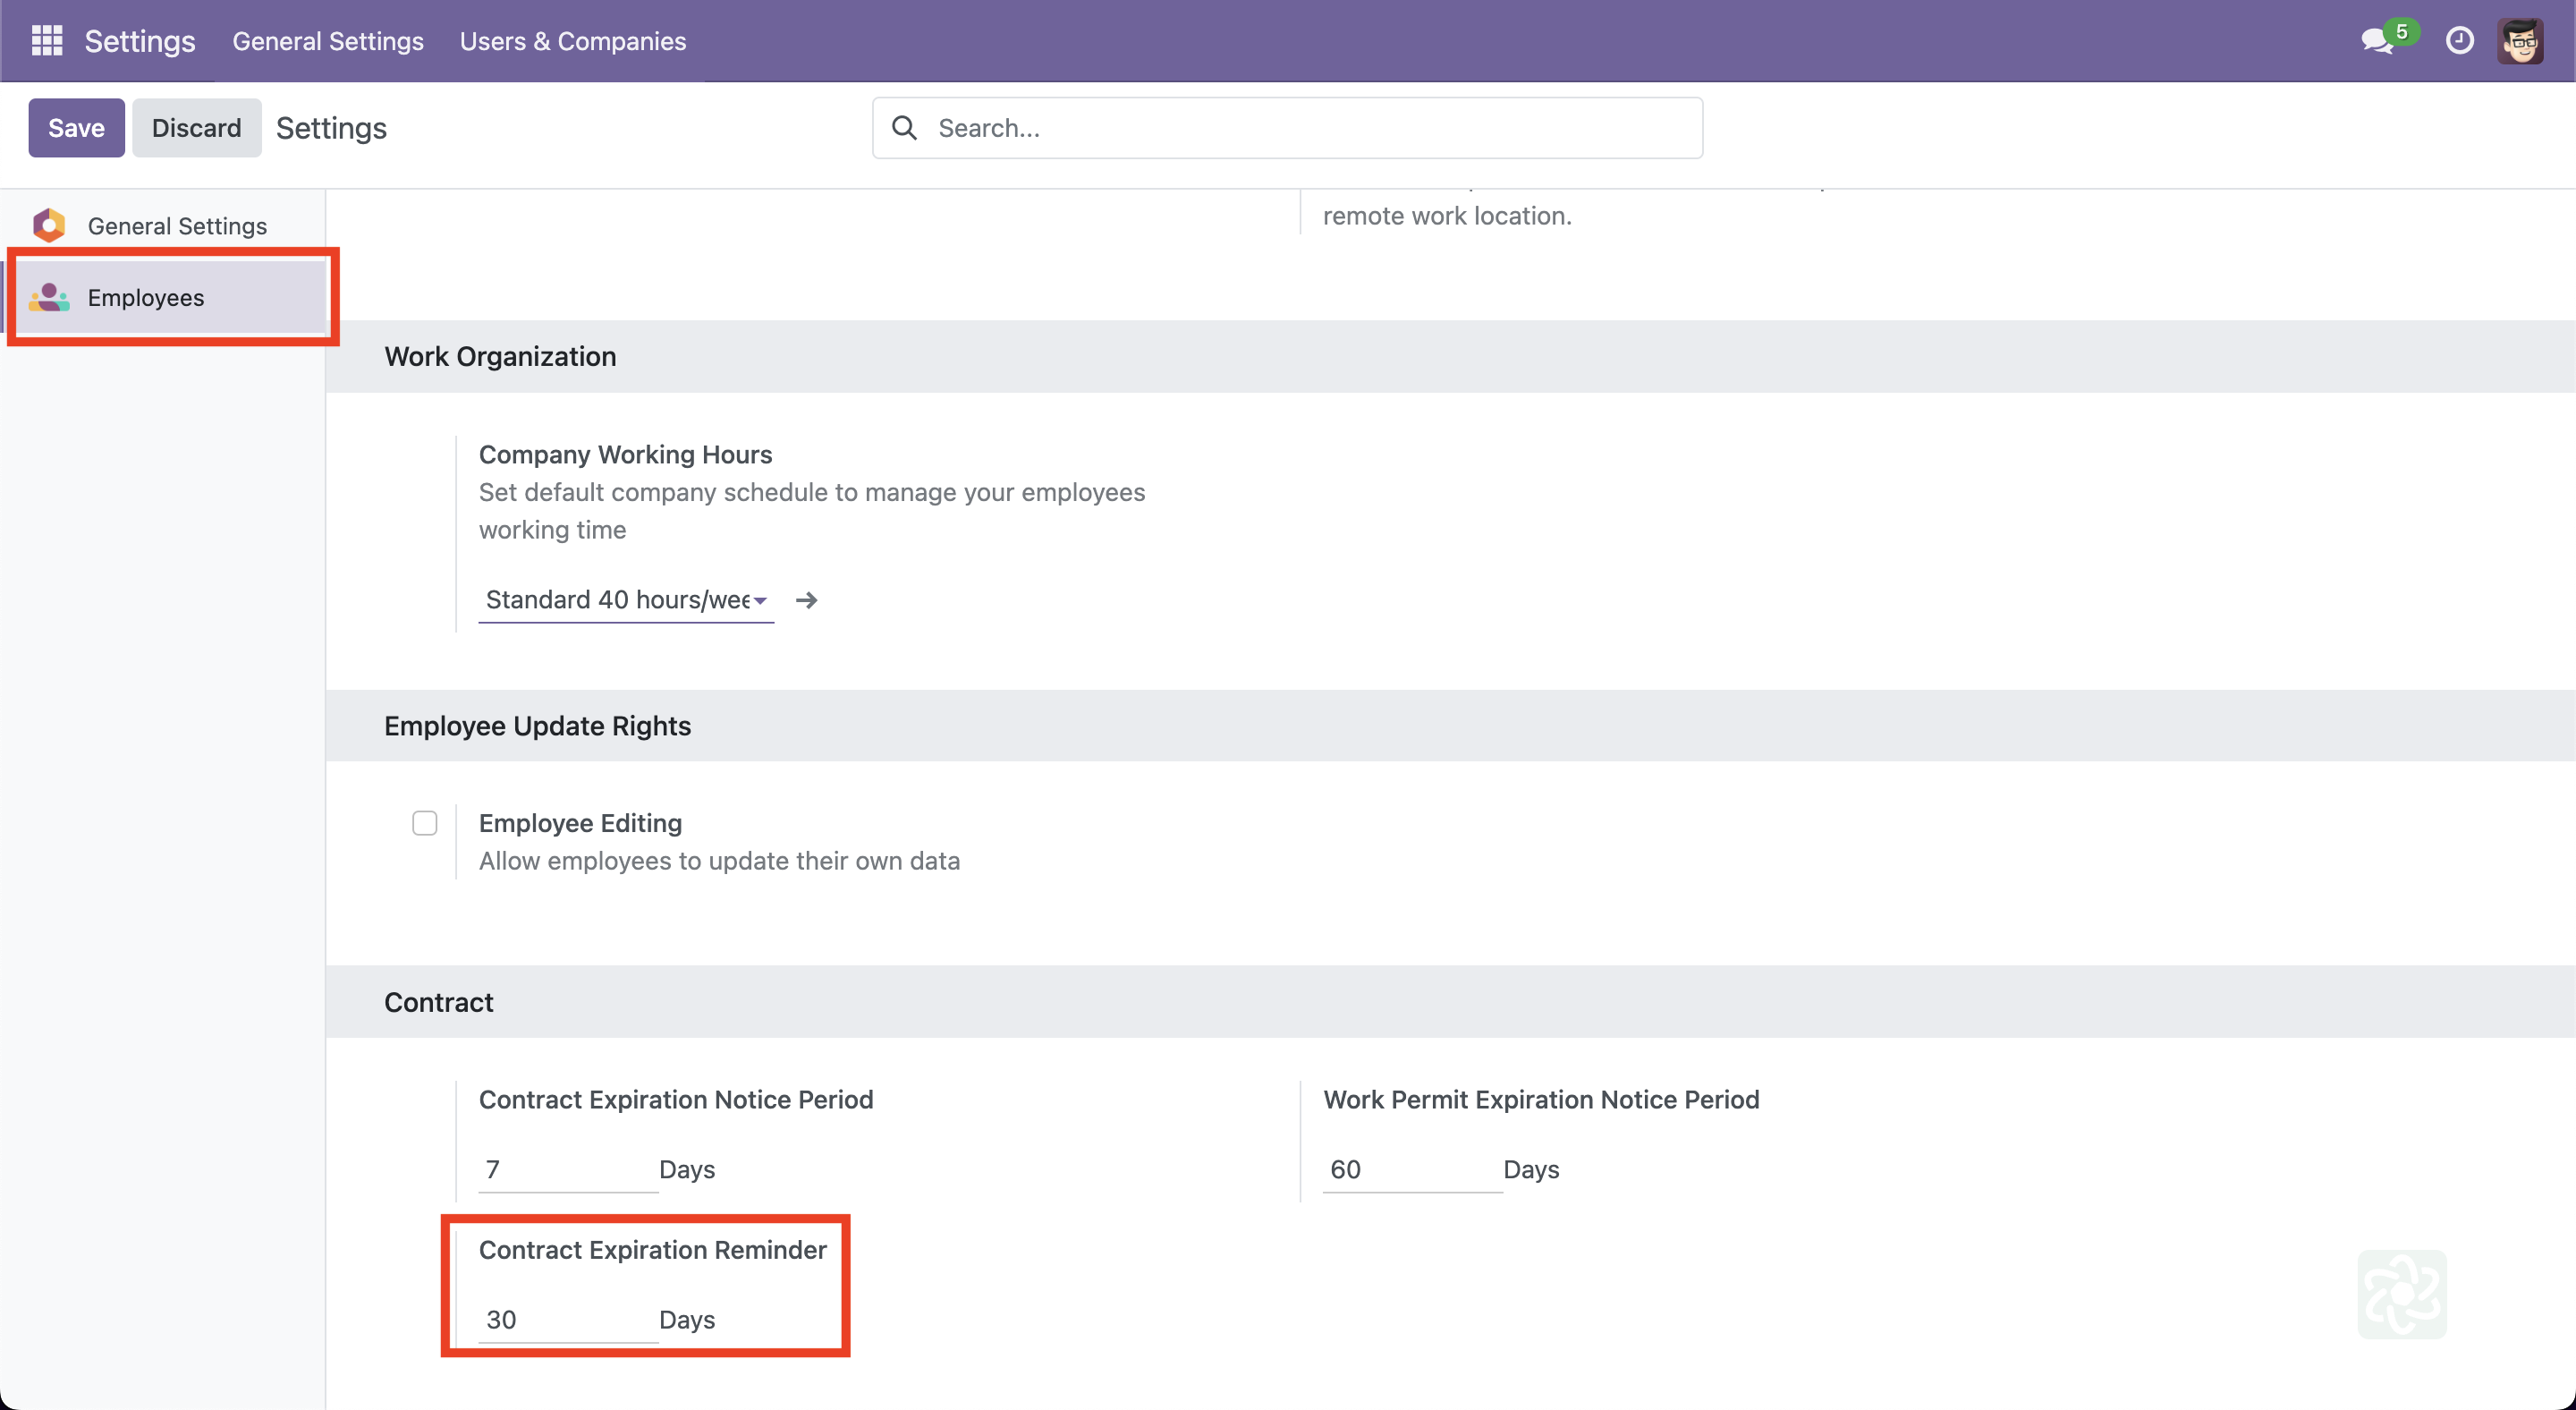 Settings General Settings Users & Companies 5
Save Discard Settings Search...
General Settings
Employees
remote work location.
Work Organization
Company Working Hours
Set default company schedule to manage your employees
working time
Standard 40 hours/wee
Employee Update Rights
Employee Editing
Allow employees to update their own data
Contract
Contract Expiration Notice Period Work Permit Expiration Notice Period
7 Days 60 Days
Contract Expiration Reminder
30 Days